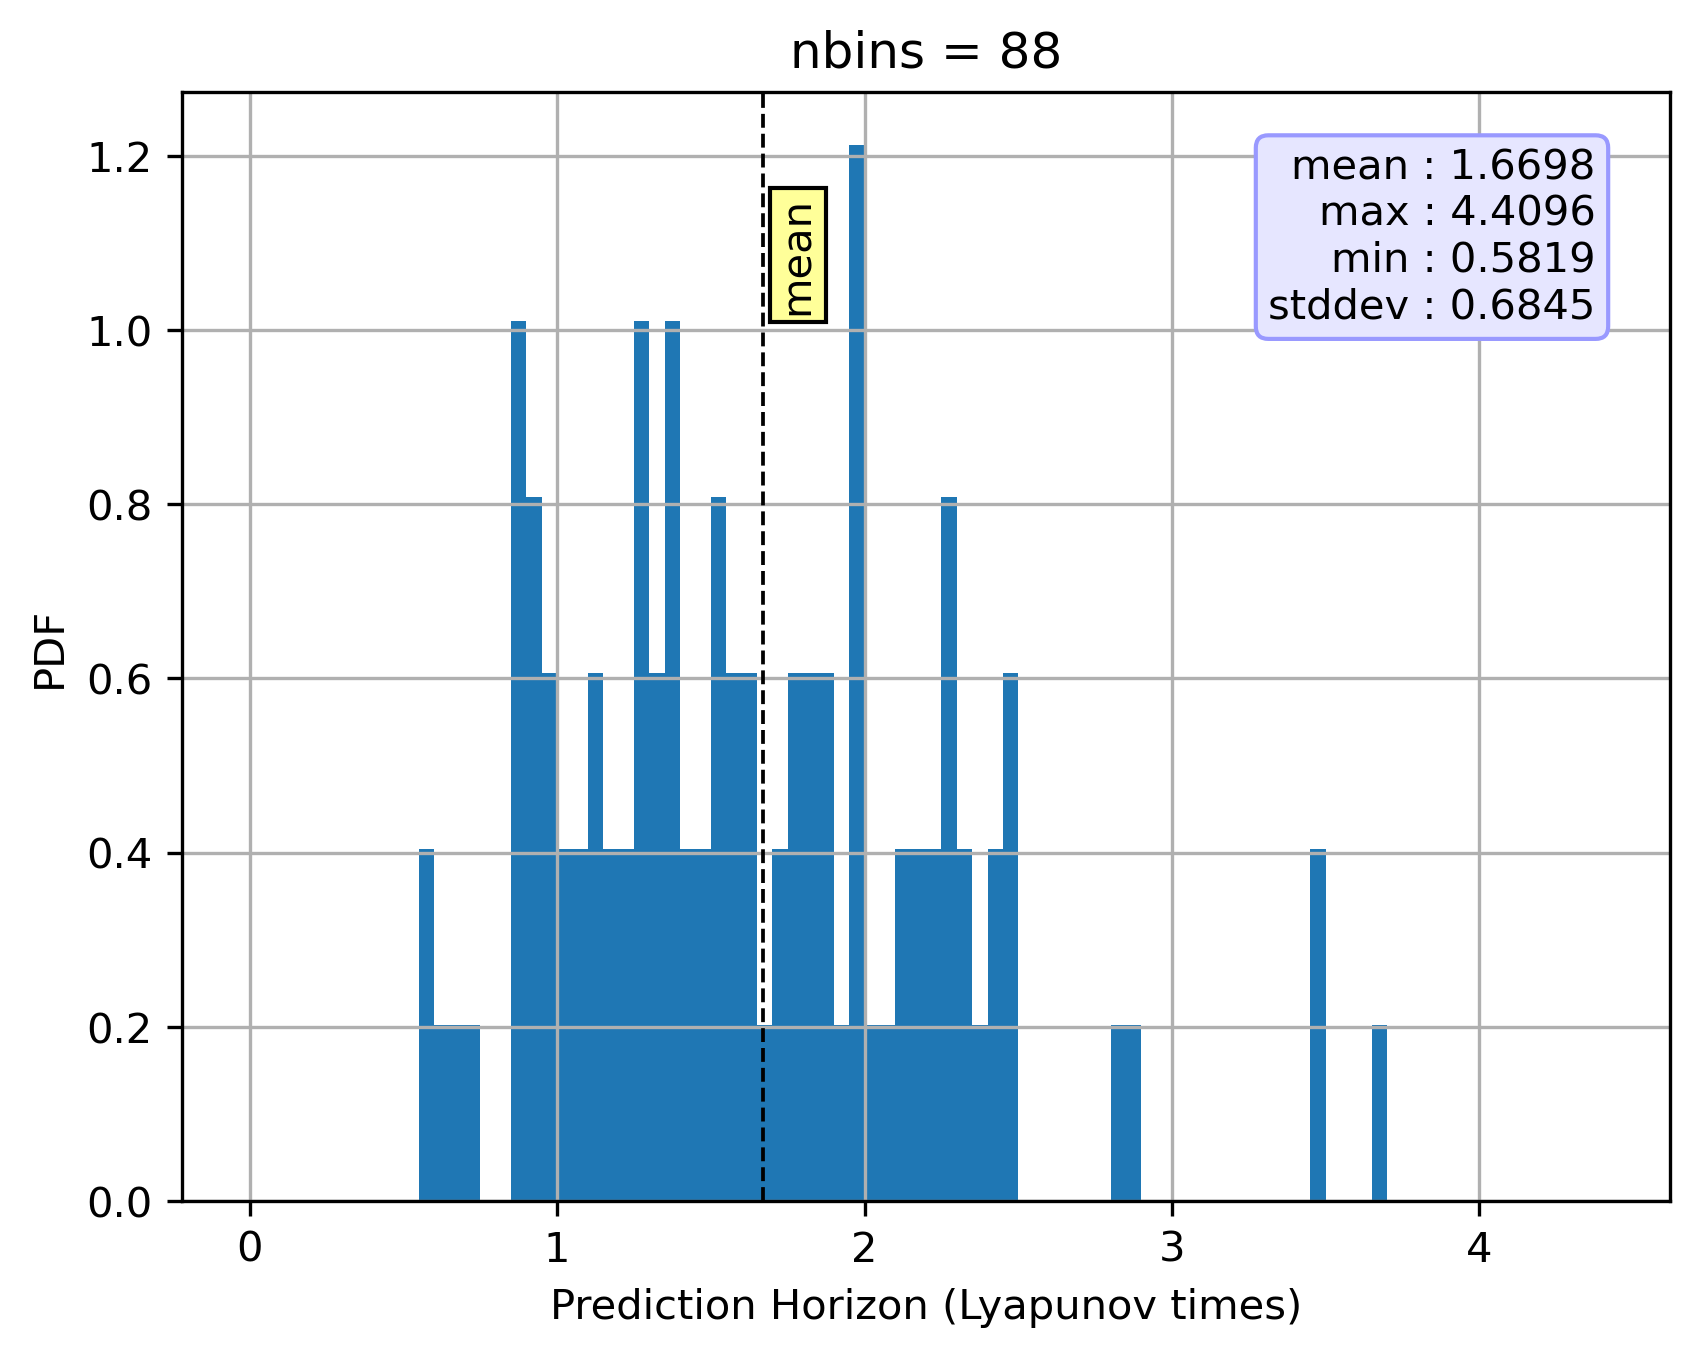 nbins = 88
mean : 1.6698
max : 4.4096
min : 0.5819
stddev : 0.6845
mean
PDF
1.2
1.0
0.8
0.6
0.4
0.2
0.0
0 1 2 3 4
Prediction Horizon (Lyapunov times)